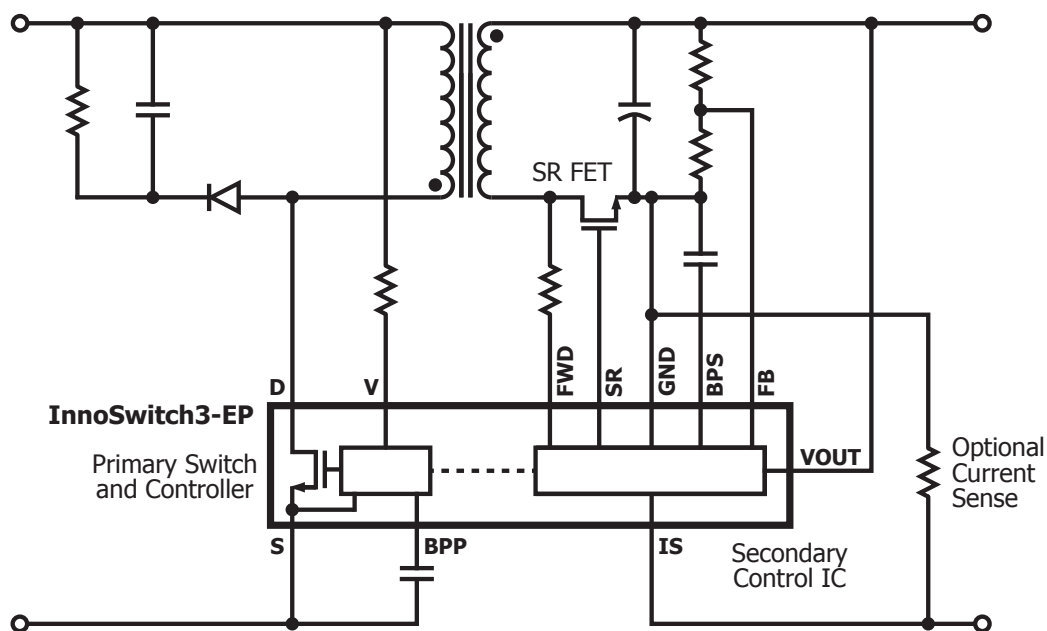 SR FET
D
V
FWD
SR
GND
BPS
FB
InnoSwitch3-EP
Primary Switch
and Controller
VOUT
Optional
Current
Sense
S
BPP
IS
Secondary
Control IC